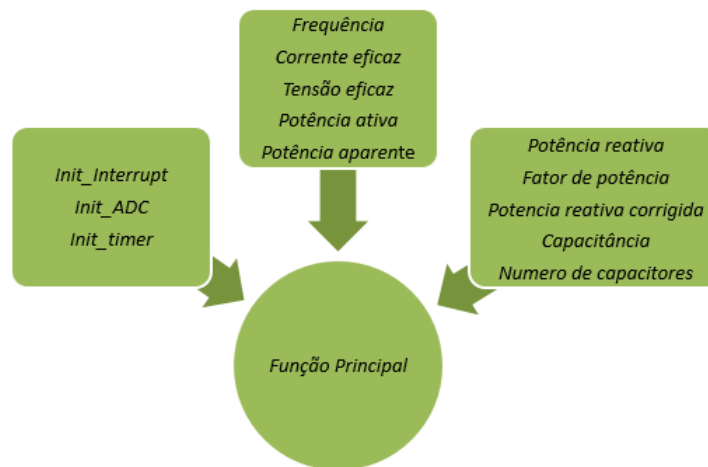 Frequência
Corrente eficaz
Tensão eficaz
Potência ativa
Potência aparente
Init_Interrupt
Init_ADC
Init_timer
Potência reativa
Fator de potência
Potencia reativa corrigida
Capacitância
Numero de capacitores
Função Principal